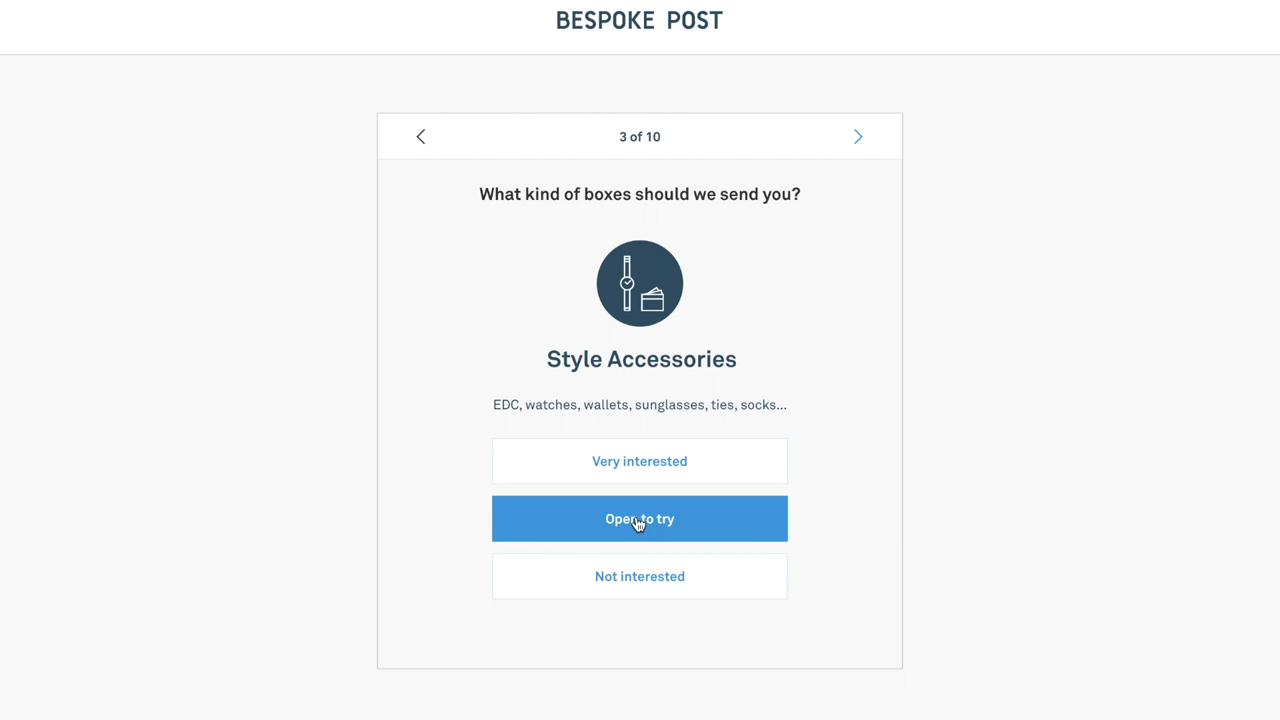 BESPOKE POST
3 of 10
What kind of boxes should we send you?
Style Accessories
EDC, watches, wallets, sunglasses, ties, socks...
Very interested
Open to try
Not interested